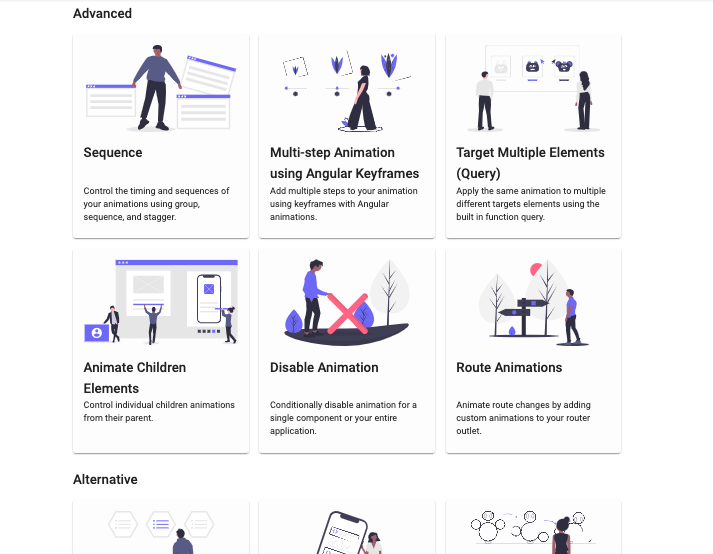 Advanced
Sequence
Control the timing and sequences of
your animations using group,
sequence, and stagger.
Multi-step Animation
using Angular Keyframes
Add multiple steps to your animation
using keyframes with Angular
animations.
Target Multiple Elements
(Query)
Apply the same animation to multiple
different targets elements using the
built in function query.
Animate Children
Elements
Control individual children animations
from their parent.
Disable Animation
Conditionally disable animation for a
single component or your entire
application.
Route Animations
Animate route changes by adding
custom animations to your router
outlet.
Alternative